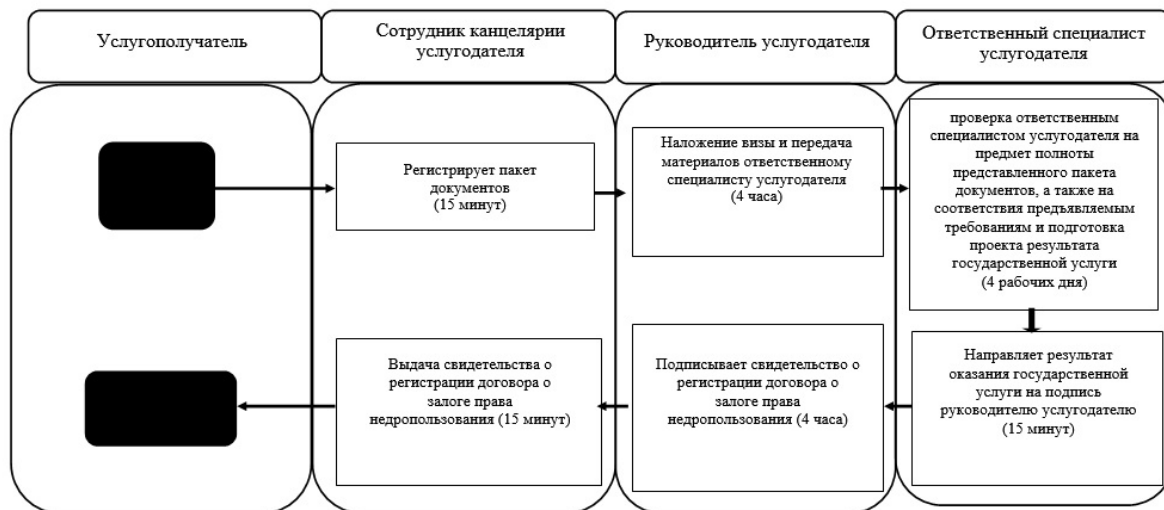 Услугополучатель
Сотрудник канцелярии
услугодателя
Руководитель услугодателя
Ответственный специалист
услугодателя
Регистрирует пакет
документов
(15 минут)
Наложение визы и передача
материалов ответственному
специалисту услугодателя
(4 часа)
проверка ответственным
специалистом услугодателя на
предмет полноты
представленного пакета
документов, а также на
соответствия предъявляемым
требованиям и подготовка
проекта результата
государственной услуги
(4 рабочих дня)
Направляет результат
оказания государственной
услуги на подпись
руководителю услугодателю
(15 минут)
Подписывает свидетельство о
регистрации договора о
залоге права
недропользования (4 часа)
Выдача свидетельства о
регистрации договора о
залоге права
недропользования (15 минут)